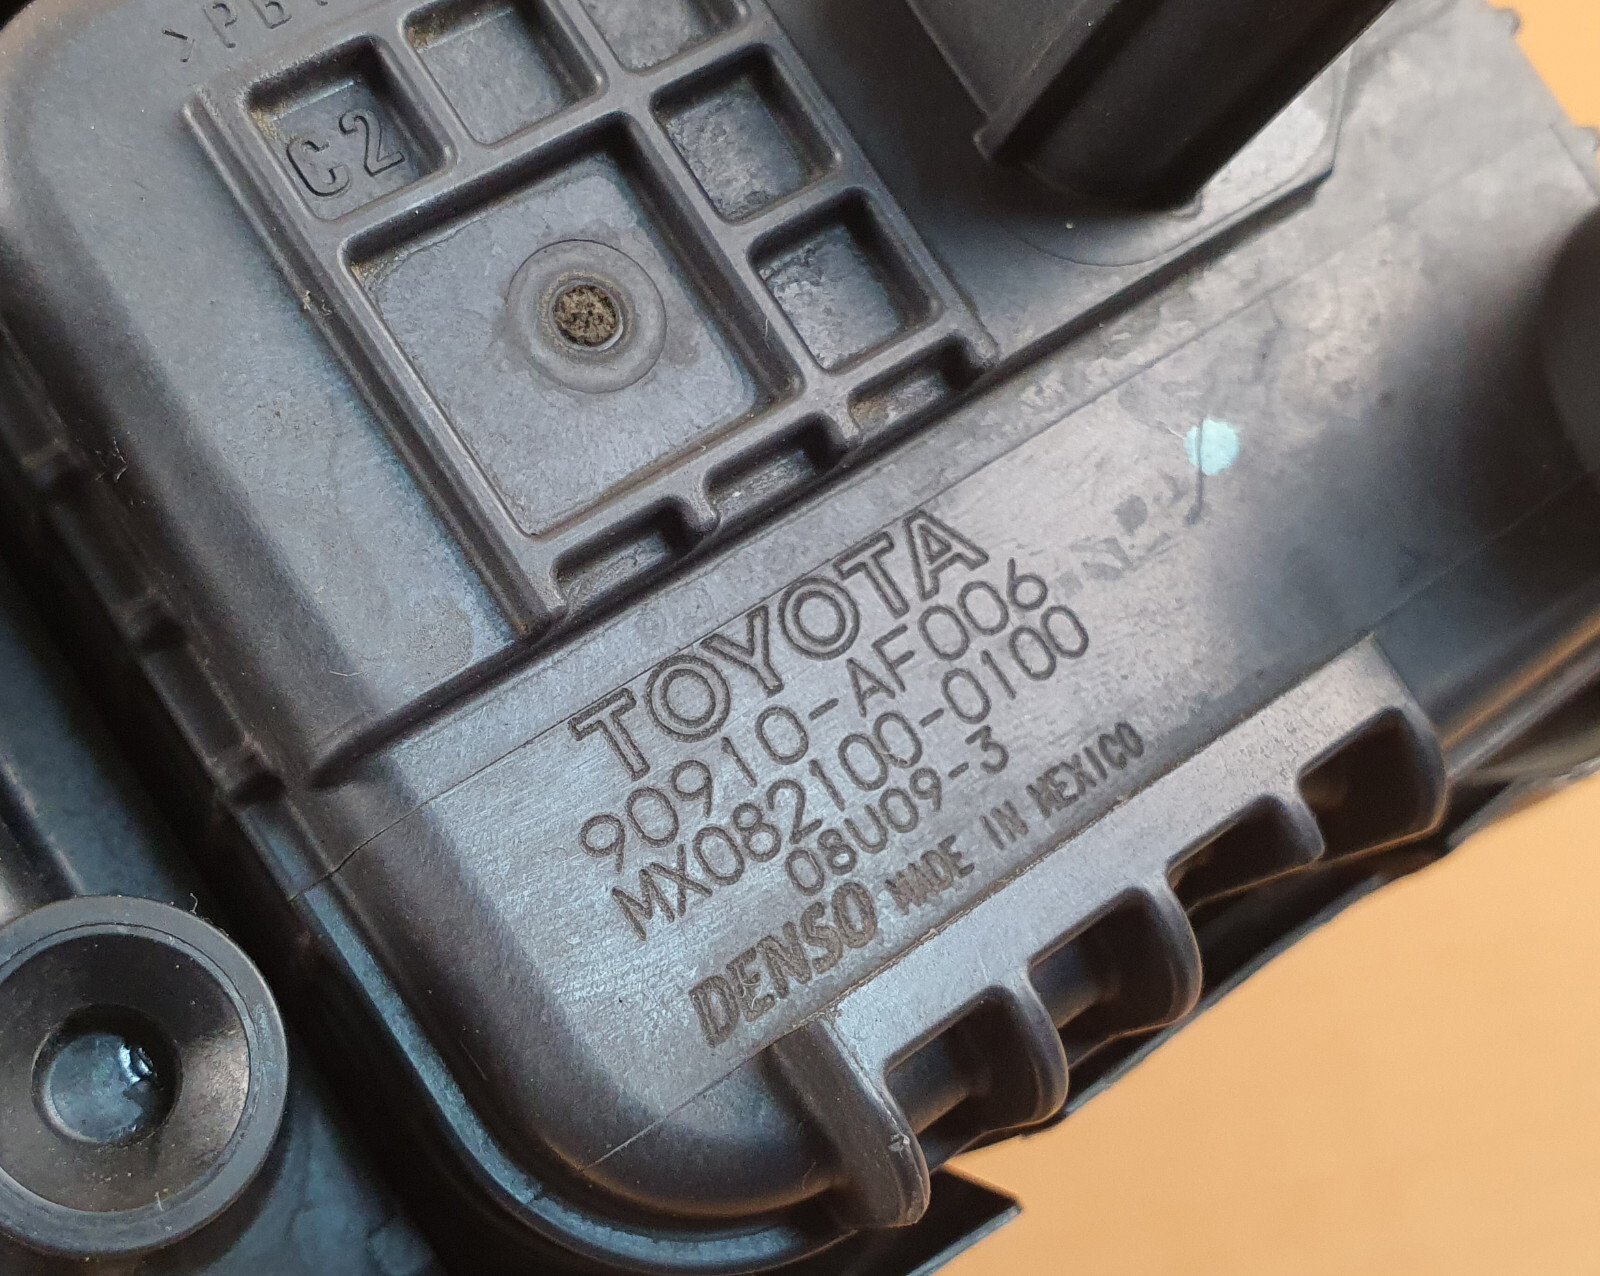 C2
TOYOTA
90910-AF006
MX082100-0100
08U09-3
DENSO MADE IN MEXICO